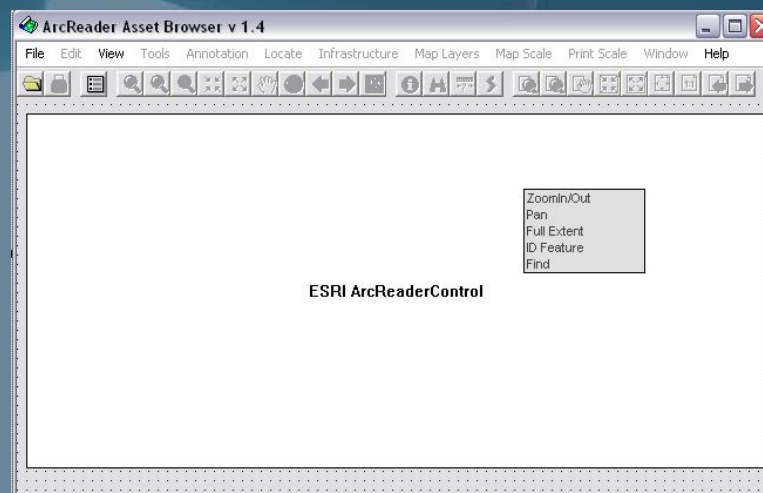 ArcReader Asset Browser v 1.4
File Edit View Tools Annotation Locate Infrastructure Map Layers Map Scale Print Scale Window Help
ZoomIn/Out
Pan
Full Extent
ID Feature
Find
ESRI ArcReaderControl